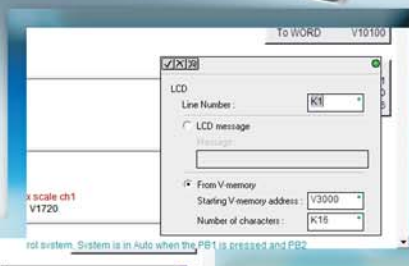 To WORD V10100
LCD
Line Number : K1
LCD message
Message:
From V-memory
Starting V-memory address : V3000
Number of characters : K16
x scale ch1
V1720
rol system. System is in Auto when the PB1 is pressed and PB2